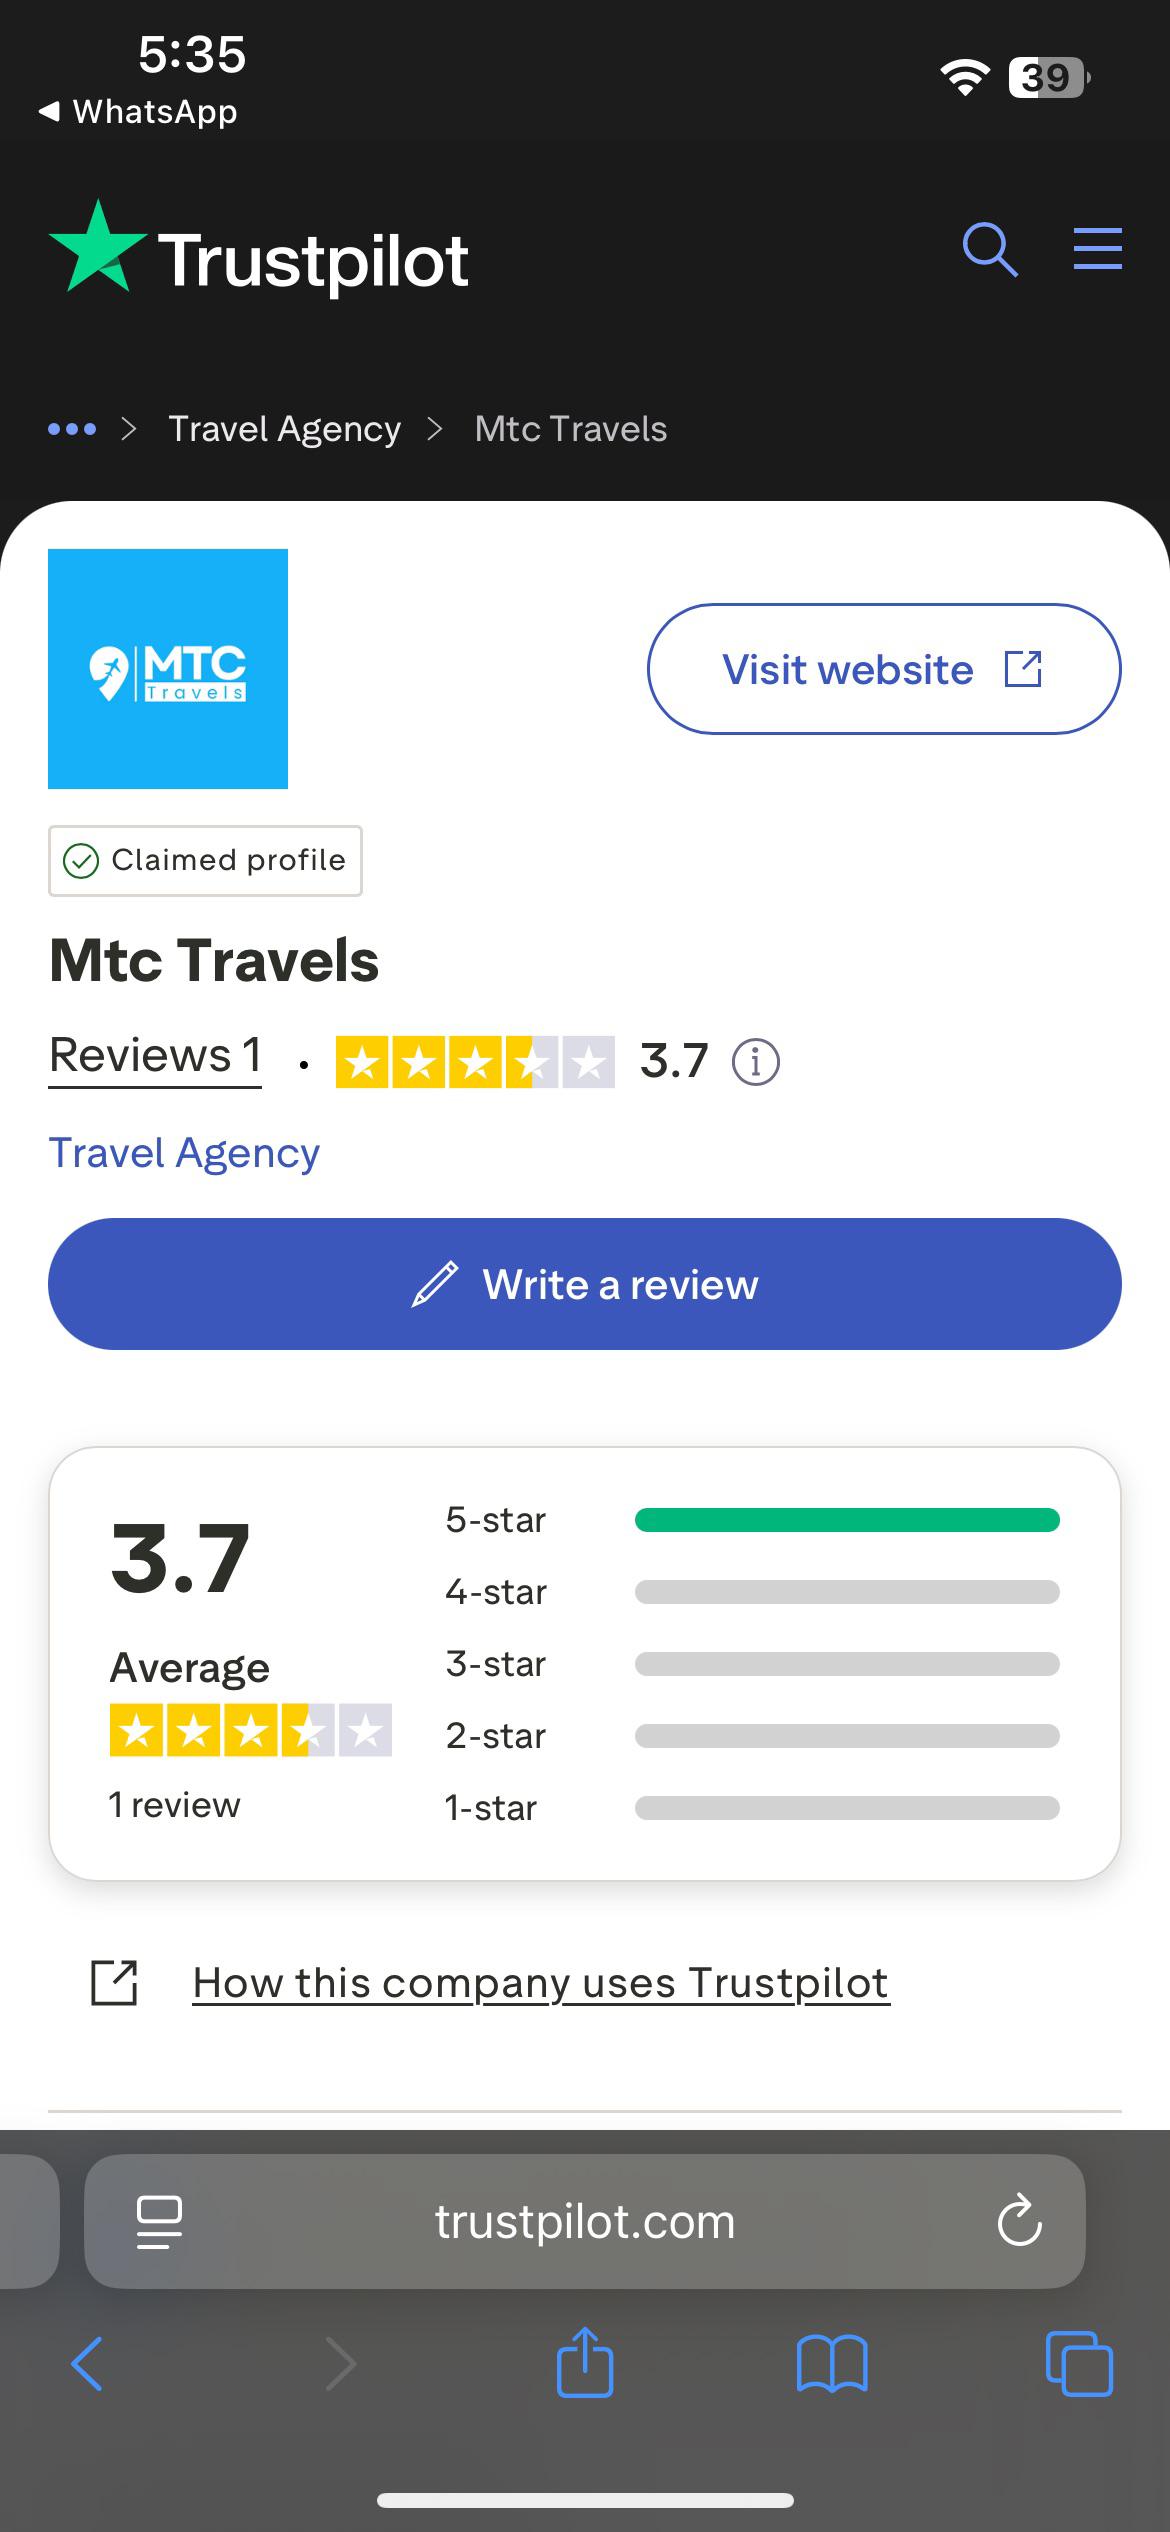 5:35
39
◀ WhatsApp
Trustpilot
Travel Agency > Mtc Travels
MTC
Travels
Visit website
Claimed profile
Mtc Travels
Reviews 1 • 3.7
Travel Agency
Write a review
3.7
Average
1 review
5-star
4-star
3-star
2-star
1-star
How this company uses Trustpilot
trustpilot.com